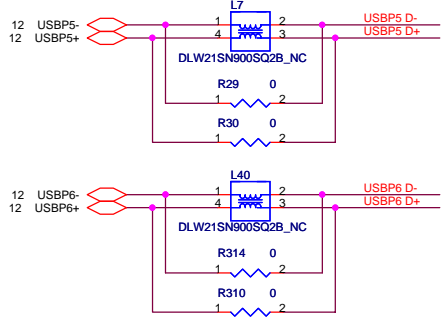 L7
12 USBP5- 1 2 USBP5 D-
12 USBP5+ 4 3 USBP5 D+
DLW21SN900SQ2B_NC
R29 0
1 2
R30 0
1 2
L40
12 USBP6- 1 2 USBP6 D-
12 USBP6+ 4 3 USBP6 D+
DLW21SN900SQ2B_NC
R314 0
1 2
R310 0
1 2